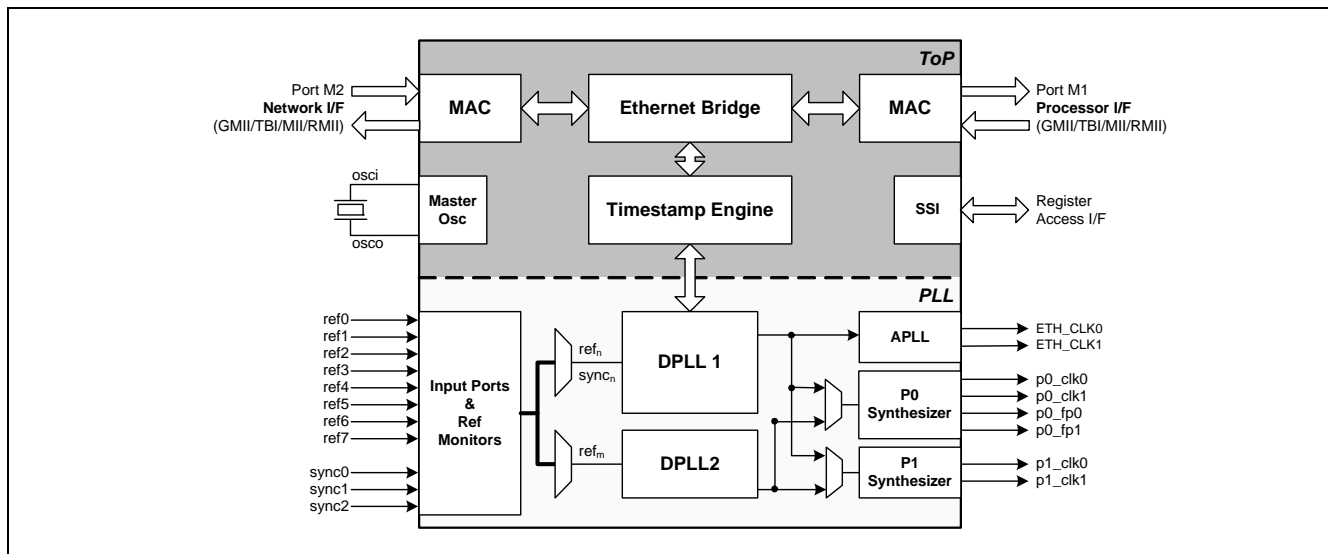 ToP
Port M2
Network I/F
(GMII/TBI/MII/RMII)
MAC
Ethernet Bridge
MAC
Port M1
Processor I/F
(GMII/TBI/MII/RMII)
osci
osco
Master
Osc
Timestamp Engine
SSI
Register
Access I/F
PLL
ref0
ref1
ref2
ref3
ref4
ref5
ref6
ref7
sync0
sync1
sync2
Input Ports
&
Ref
Monitors
refn
syncn
refm
DPLL 1
DPLL2
APLL
P0
Synthesizer
P1
Synthesizer
ETH_CLK0
ETH_CLK1
p0_clk0
p0_clk1
p0_fp0
p0_fp1
p1_clk0
p1_clk1